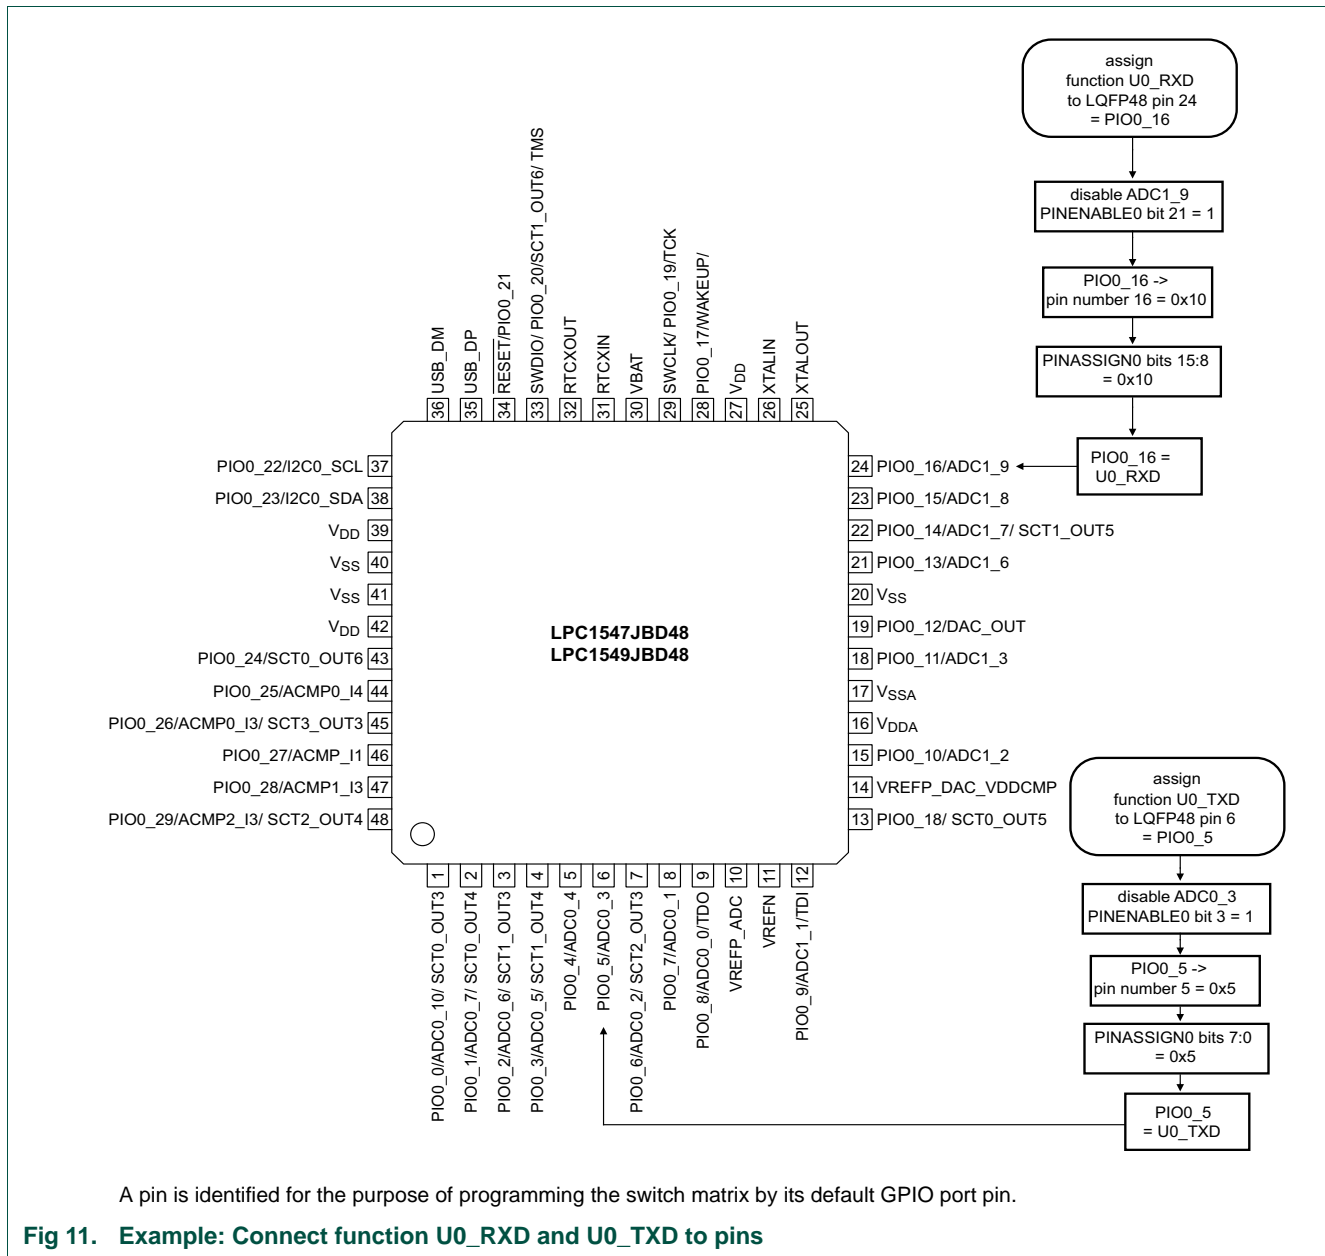 assign
function U0_RXD
to LQFP48 pin 24
= PIO0_16
disable ADC1_9
PINENABLE0 bit 21 = 1
PIO0_16 ->
pin number 16 = 0x10
PINASSIGN0 bits 15:8
= 0x10
PIO0_16 =
U0_RXD
USB_DM
USB_DP
RESET/PIO0_21
SWDIO/ PIO0_20/SCT1_OUT6/ TMS
RTCXOUT
RTCXIN
VBAT
SWCLK/ PIO0_19/TCK
PIO0_17/WAKEUP/
VDD
XTALIN
XTALOUT
36 35 34 33 32 31 30 29 28 27 26 25
PIO0_22/I2C0_SCL 37
PIO0_23/I2C0_SDA 38
VDD 39
VSS 40
VSS 41
VDD 42
PIO0_24/SCT0_OUT6 43
PIO0_25/ACMP0_I4 44
PIO0_26/ACMP0_I3/ SCT3_OUT3 45
PIO0_27/ACMP_I1 46
PIO0_28/ACMP1_I3 47
PIO0_29/ACMP2_I3/ SCT2_OUT4 48
LPC1547JBD48
LPC1549JBD48
24 PIO0_16/ADC1_9
23 PIO0_15/ADC1_8
22 PIO0_14/ADC1_7/ SCT1_OUT5
21 PIO0_13/ADC1_6
20 VSS
19 PIO0_12/DAC_OUT
18 PIO0_11/ADC1_3
17 VSSA
16 VDDA
15 PIO0_10/ADC1_2
14 VREFP_DAC_VDDCMP
13 PIO0_18/ SCT0_OUT5
1 2 3 4 5 6 7 8 9 10 11 12
PIO0_0/ADC0_10/ SCT0_OUT3
PIO0_1/ADC0_7/ SCT0_OUT4
PIO0_2/ADC0_6/ SCT1_OUT3
PIO0_3/ADC0_5/ SCT1_OUT4
PIO0_4/ADC0_4
PIO0_5/ADC0_3
PIO0_6/ADC0_2/ SCT2_OUT3
PIO0_7/ADC0_1
PIO0_8/ADC0_0/TDO
VREFP_ADC
VREFN
PIO0_9/ADC1_1/TDI
assign
function U0_TXD
to LQFP48 pin 6
= PIO0_5
disable ADC0_3
PINENABLE0 bit 3 = 1
PIO0_5 ->
pin number 5 = 0x5
PINASSIGN0 bits 7:0
= 0x5
PIO0_5
= U0_TXD
A pin is identified for the purpose of programming the switch matrix by its default GPIO port pin.
Fig 11. Example: Connect function U0_RXD and U0_TXD to pins